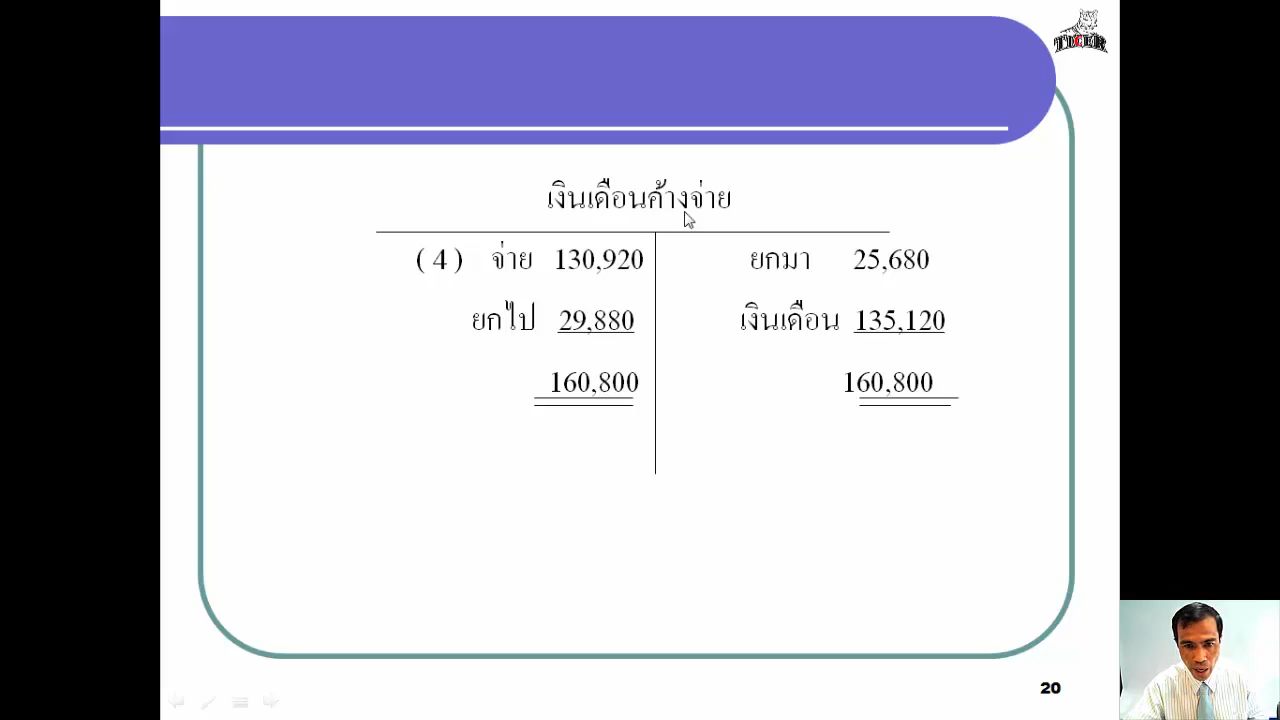 TIGER
เงินเดือนค้างจ่าย
( 4 ) จ่าย 130,920 ยกมา 25,680
ยกไป 29,880 เงินเดือน 135,120
160,800 160,800
20